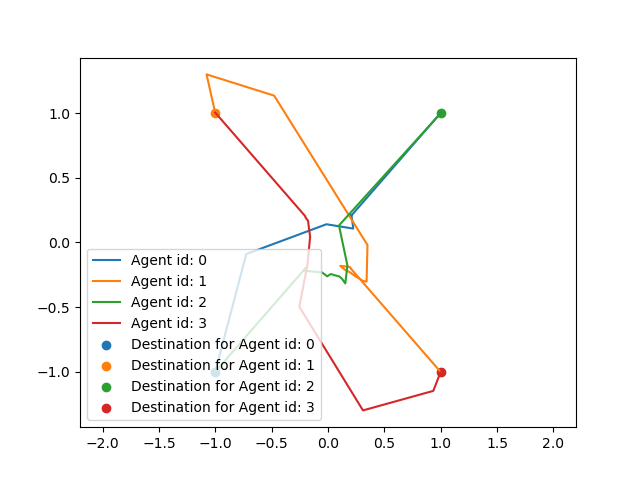 1.0
0.5
0.0
−0.5
−1.0
Agent id: 0
Agent id: 1
Agent id: 2
Agent id: 3
Destination for Agent id: 0
Destination for Agent id: 1
Destination for Agent id: 2
Destination for Agent id: 3
−2.0 −1.5 −1.0 −0.5 0.0 0.5 1.0 1.5 2.0